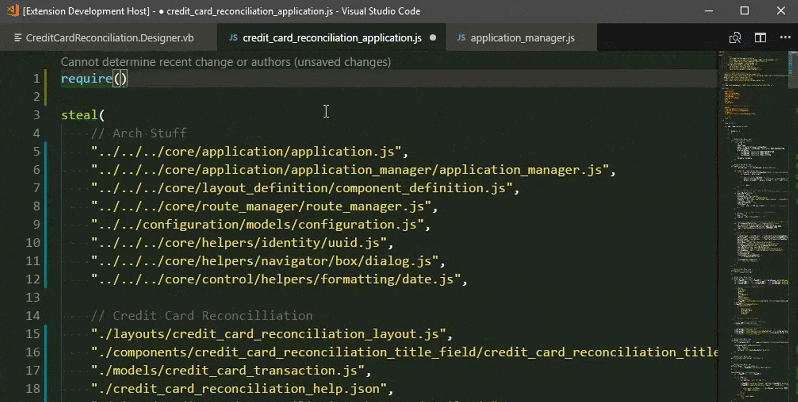 [Extension Development Host] - ● credit_card_reconciliation_application.js - Visual Studio Code
CreditCardReconciliation.Designer.vb
JS credit_card_reconciliation_application.js ●
JS application_manager.js
Cannot determine recent change or authors (unsaved changes)
1 require()
2
3 steal(
4 // Arch Stuff
5 "../../../core/application/application.js",
6 "../../../core/application/application_manager/application_manager.js",
7 "../../../core/layout_definition/component_definition.js",
8 "../../../core/route_manager/route_manager.js",
9 "../../configuration/models/configuration.js",
10 "../../../core/helpers/identity/uuid.js",
11 "../../../core/helpers/navigator/box/dialog.js",
12 "../../../core/control/helpers/formatting/date.js",
13
14 // Credit Card Reconcilliation
15 "./layouts/credit_card_reconciliation_layout.js",
16 "./components/credit_card_reconciliation_title_field/credit_card_reconciliation_title
17 "./models/credit_card_transaction.js",
18 "./credit_card_reconciliation_help.json",